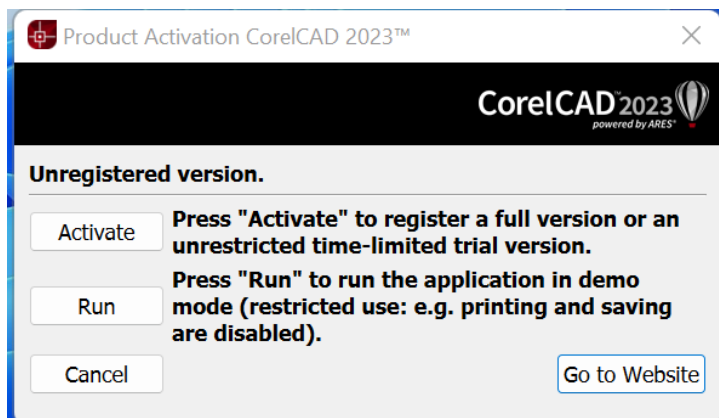 Product Activation CorelCAD 2023™
CorelCAD™2023
powered by ARES®
Unregistered version.
Activate
Press "Activate" to register a full version or an
unrestricted time-limited trial version.
Run
Press "Run" to run the application in demo
mode (restricted use: e.g. printing and saving
are disabled).
Cancel
Go to Website